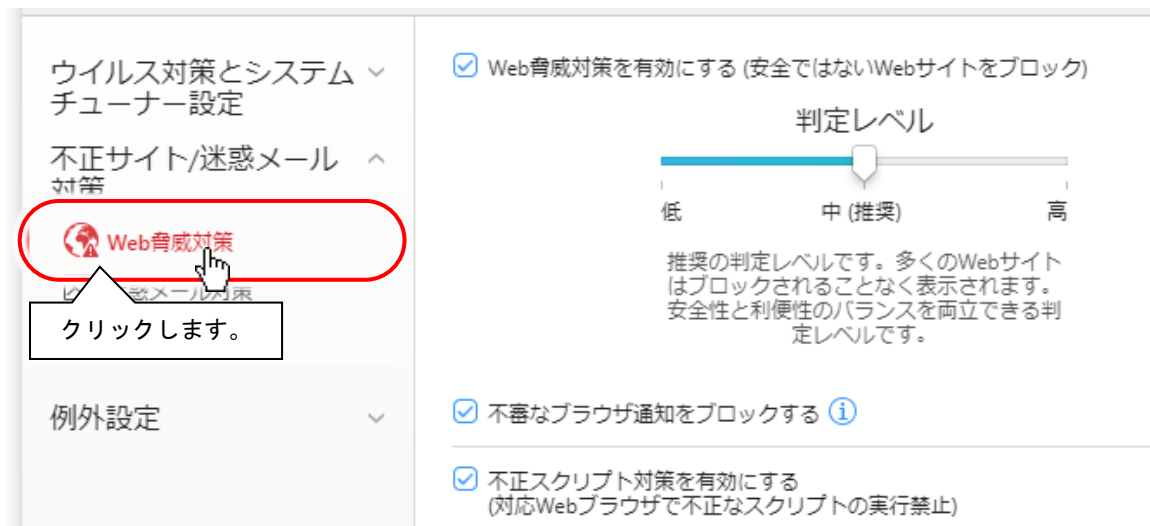 ウイルス対策とシステム
チューナー設定
不正サイト/迷惑メール
対策
Web脅威対策
迷惑メール対策
クリックします。
例外設定
Web脅威対策を有効にする (安全ではないWebサイトをブロック)
判定レベル
低 中 (推奨) 高
推奨の判定レベルです。多くのWebサイト
はブロックされることなく表示されます。
安全性と利便性のバランスを両立できる判
定レベルです。
不審なブラウザ通知をブロックする
不正スクリプト対策を有効にする
(対応Webブラウザで不正なスクリプトの実行禁止)